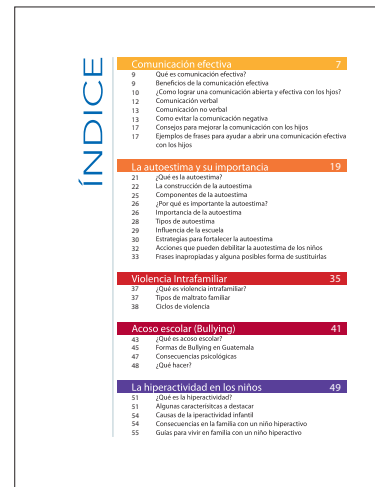 ÍNDICE
Comunicación efectiva 7
9 Qué es comunicación efectiva?
9 Beneficios de la comunicación efectiva
10 ¿Como lograr una comunicación abierta y efectiva con los hjos?
12 Comunicación verbal
13 Comunicación no verbal
13 Como evitar la comunicación negativa
17 Consejos para mejorar la comunicación con los hijos
17 Ejemplos de frases para ayudar a abrir una comunicación efectiva
con los hijos
La autoestima y su importancia 19
21 ¿Qué es la autoestima?
22 La construcción de la autoestima
25 Componentes de la autoestima
26 ¿Por qué es importante la autoestima?
26 Importancia de la autoestima
28 Tipos de autoestima
29 Influencia de la escuela
30 Estrategias para fortalecer la autoestima
32 Acciones que pueden debilitar la auotestima de los niños
33 Frases inapropiadas y alguna posibles forma de sustituirlas
Violencia Intrafamiliar 35
37 ¿Qué es violencia intrafamiliar?
37 Tipos de maltrato familiar
38 Ciclos de violencia
Acoso escolar (Bullying) 41
43 ¿Qué es acoso escolar?
45 Formas de Bullying en Guatemala
47 Consecuencias psicológicas
48 ¿Qué hacer?
La hiperactividad en los niños 49
51 ¿Qué es la hiperactividad?
51 Algunas caracterisitcas a destacar
54 Causas de la iperactividad infantil
54 Consecuencias en la familia con un niño hiperactivo
55 Guías para vivir en familia con un niño hiperactivo